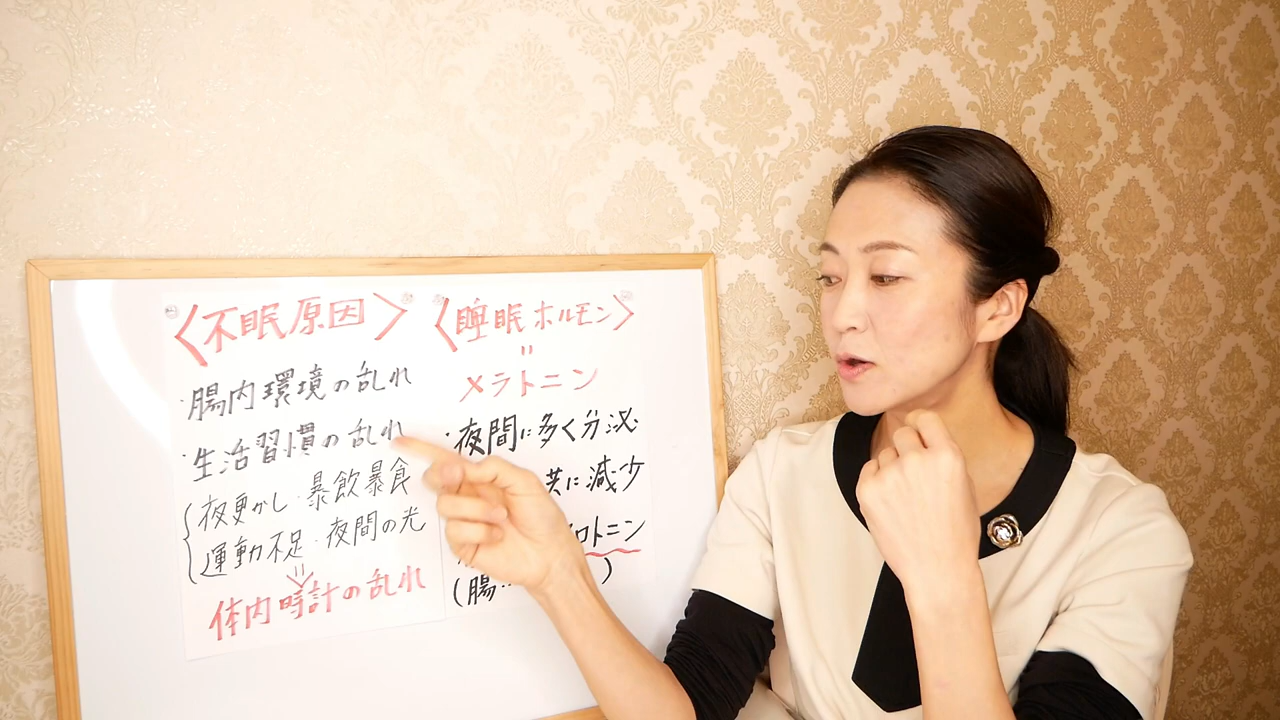 〈不眠原因〉
・腸内環境の乱れ
・生活習慣の乱れ
夜更かし・暴飲暴食
運動不足・夜間の光
体内時計の乱れ
〈睡眠ホルモン〉
＝
メラトニン
・夜間に多く分泌
共に減少
ロトニン
(腸 )